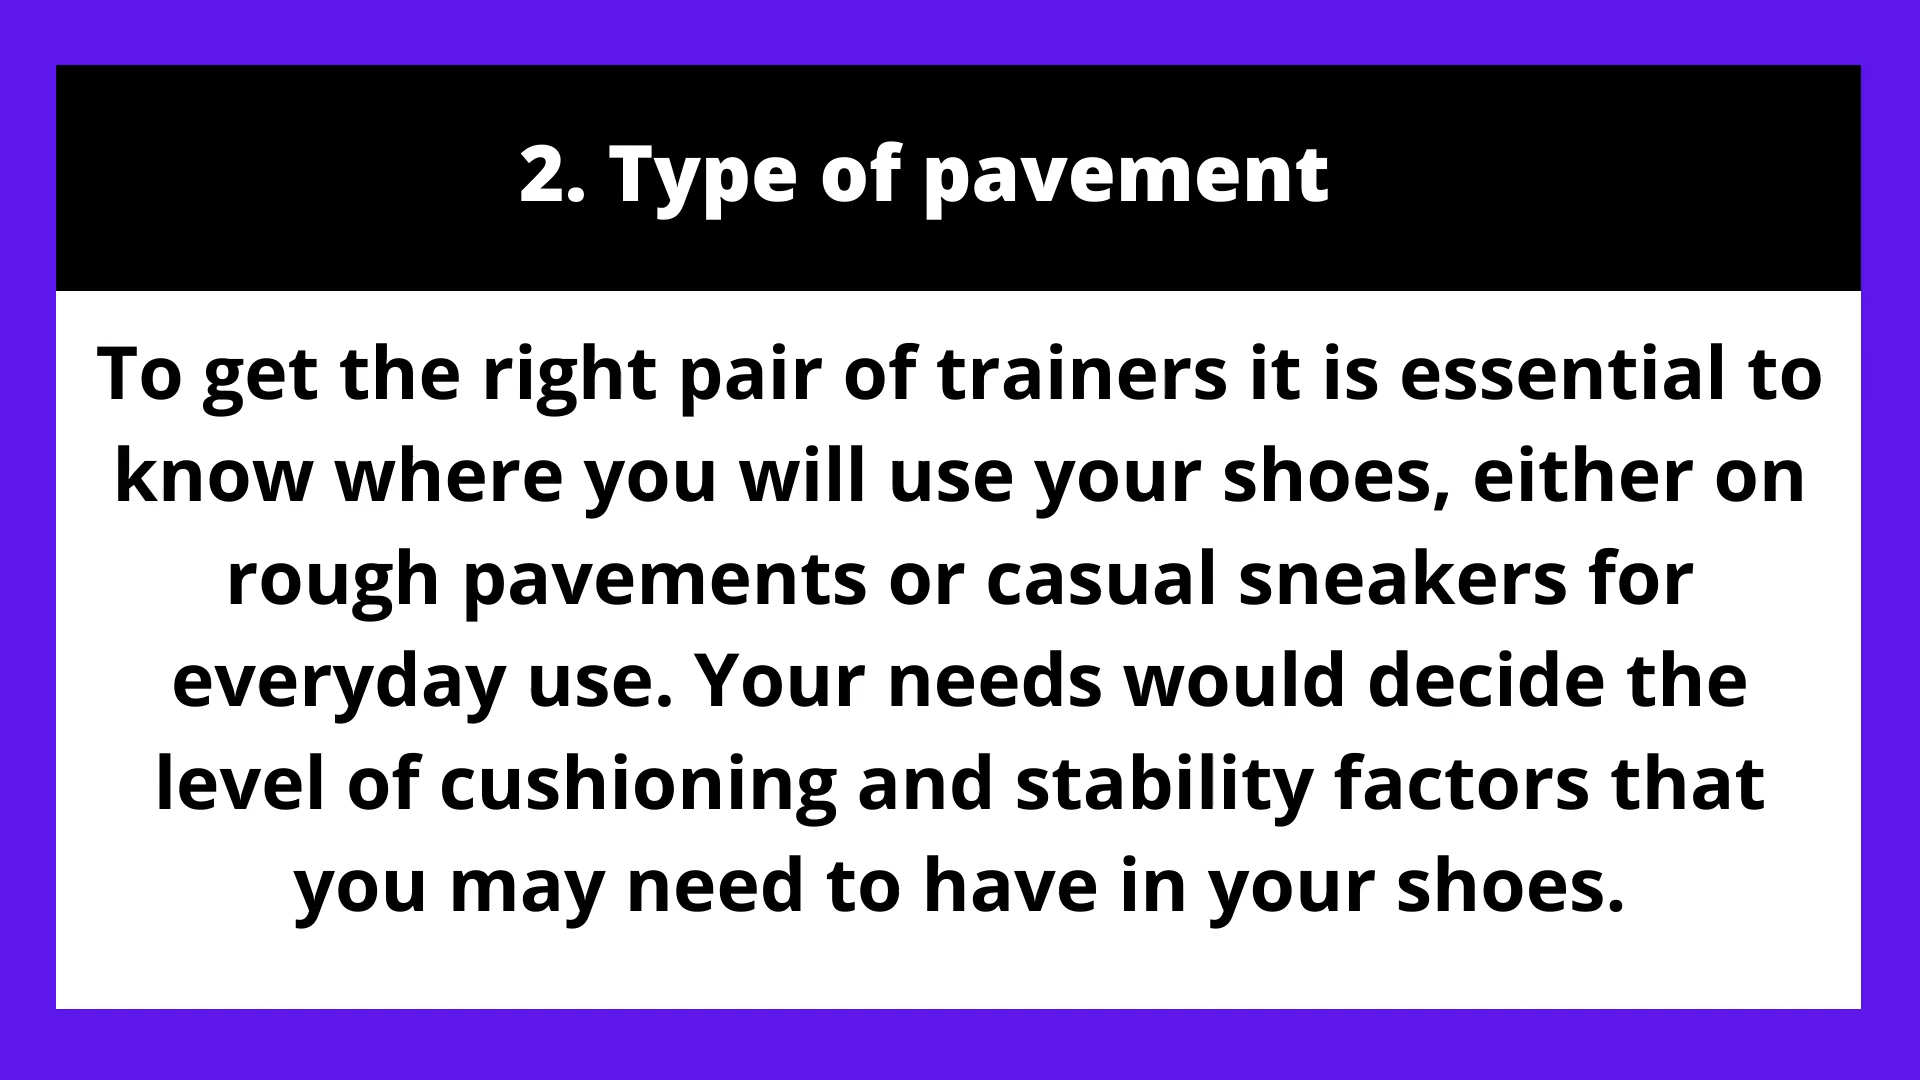 2. Type of pavement
To get the right pair of trainers it is essential to
know where you will use your shoes, either on
rough pavements or casual sneakers for
everyday use. Your needs would decide the
level of cushioning and stability factors that
you may need to have in your shoes.